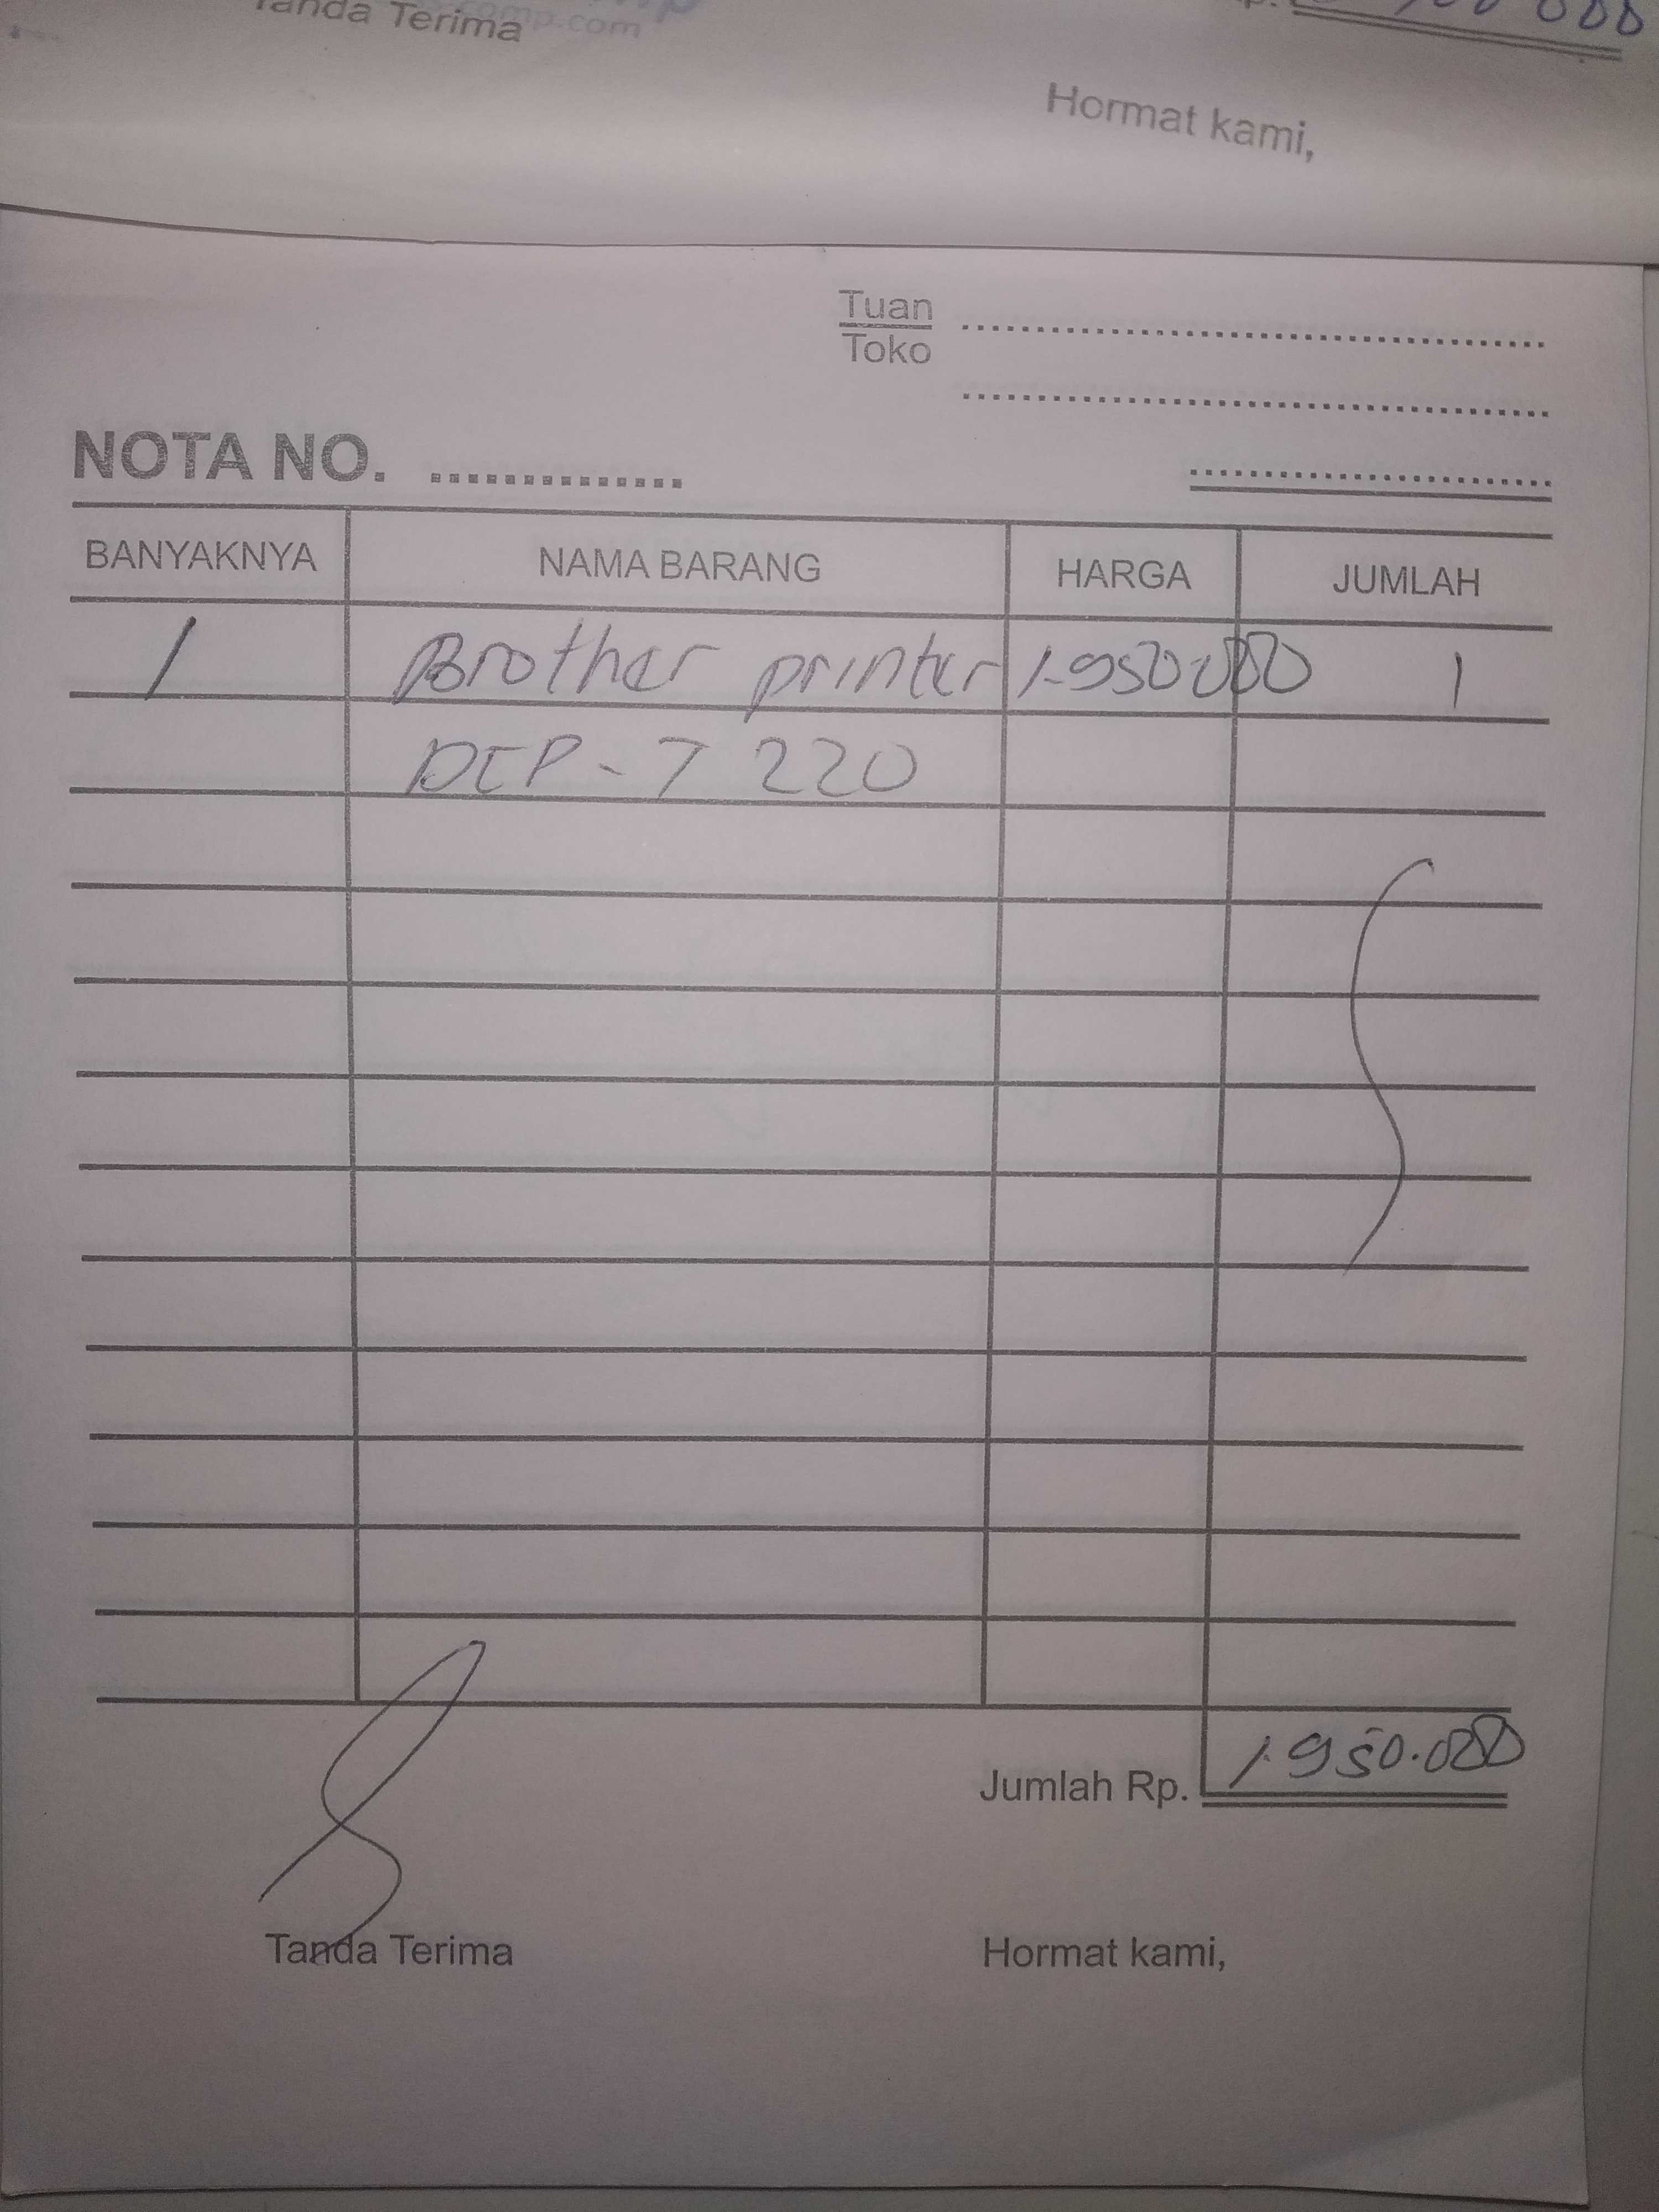 Tanda Terima
Hormat kami,
Tuan
Toko
NOTA NO.
BANYAKNYA NAMA BARANG HARGA JUMLAH
1 Brother printer 1.950.000 1
DCP - T 220
Jumlah Rp. 1.950.000
Tanda Terima Hormat kami,